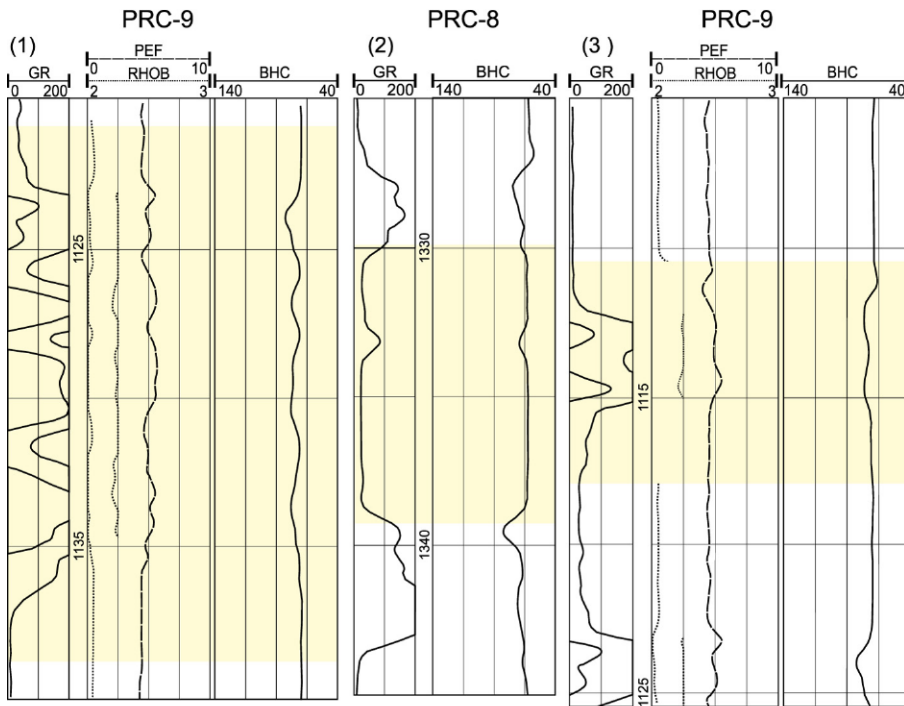 PRC-9
PRC-8
PRC-9
(1)
PEF
0 10
GR
RHOB
BHC
0 200
2 3
140 40
1125
1135
(2)
GR
BHC
0 200
140 40
1330
1340
(3)
PEF
0 10
GR
RHOB
BHC
0 200
2 3
140 40
1115
1125